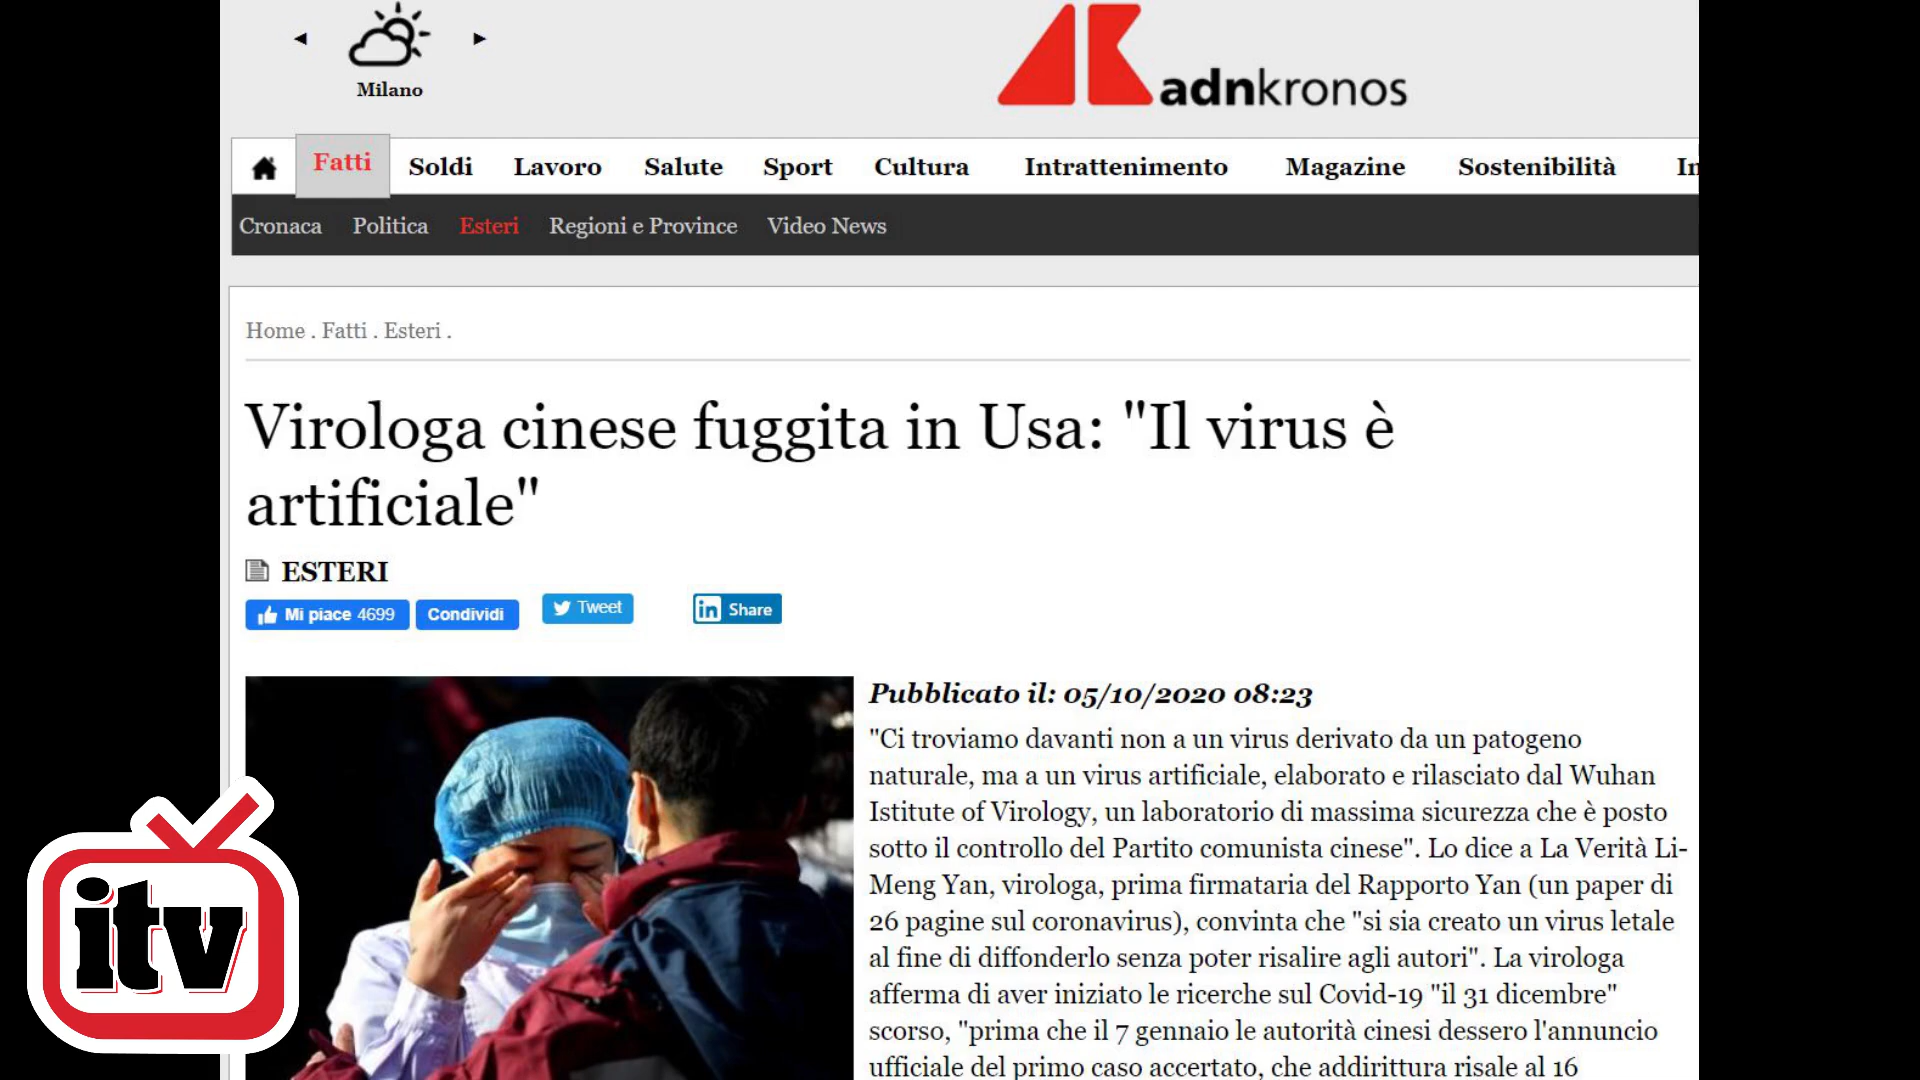 Milano
adnkronos
Fatti Soldi Lavoro Salute Sport Cultura Intrattenimento Magazine Sostenibilità In
Cronaca Politica Esteri Regioni e Province Video News
Home . Fatti . Esteri .
Virologa cinese fuggita in Usa: "Il virus è
artificiale"
ESTERI
Mi piace 4699 Condividi Tweet in Share
Pubblicato il: 05/10/2020 08:23
"Ci troviamo davanti non a un virus derivato da un patogeno
naturale, ma a un virus artificiale, elaborato e rilasciato dal Wuhan
Istitute of Virology, un laboratorio di massima sicurezza che è posto
sotto il controllo del Partito comunista cinese". Lo dice a La Verità Li-
Meng Yan, virologa, prima firmataria del Rapporto Yan (un paper di
26 pagine sul coronavirus), convinta che "si sia creato un virus letale
al fine di diffonderlo senza poter risalire agli autori". La virologa
afferma di aver iniziato le ricerche sul Covid-19 "il 31 dicembre"
scorso, "prima che il 7 gennaio le autorità cinesi dessero l'annuncio
ufficiale del primo caso accertato, che addirittura risale al 16
itv